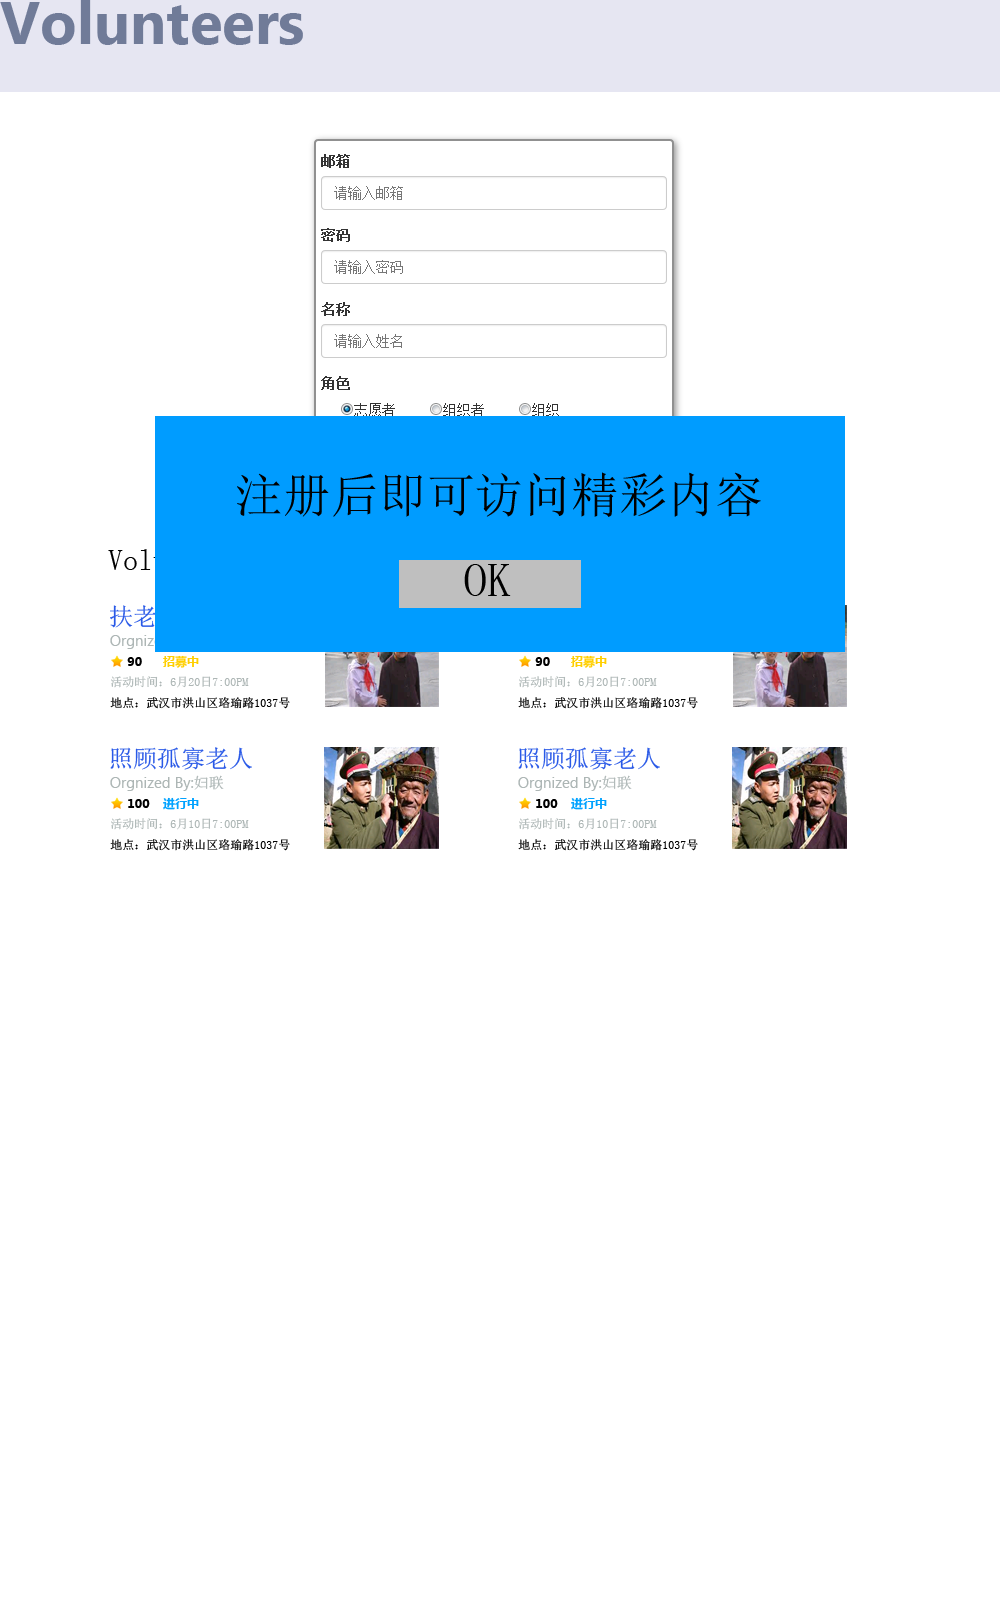 Volunteers
邮箱
请输入邮箱
密码
请输入密码
名称
请输入姓名
角色
志愿者 组织者 组织
注册后即可访问精彩内容
OK
扶老
90 招募中
活动时间：6月20日7:00PM
地点：武汉市洪山区珞瑜路1037号
90 招募中
活动时间：6月20日7:00PM
地点：武汉市洪山区珞瑜路1037号
照顾孤寡老人
Orgnized By:妇联
100 进行中
活动时间：6月10日7:00PM
地点：武汉市洪山区珞瑜路1037号
照顾孤寡老人
Orgnized By:妇联
100 进行中
活动时间：6月10日7:00PM
地点：武汉市洪山区珞瑜路1037号